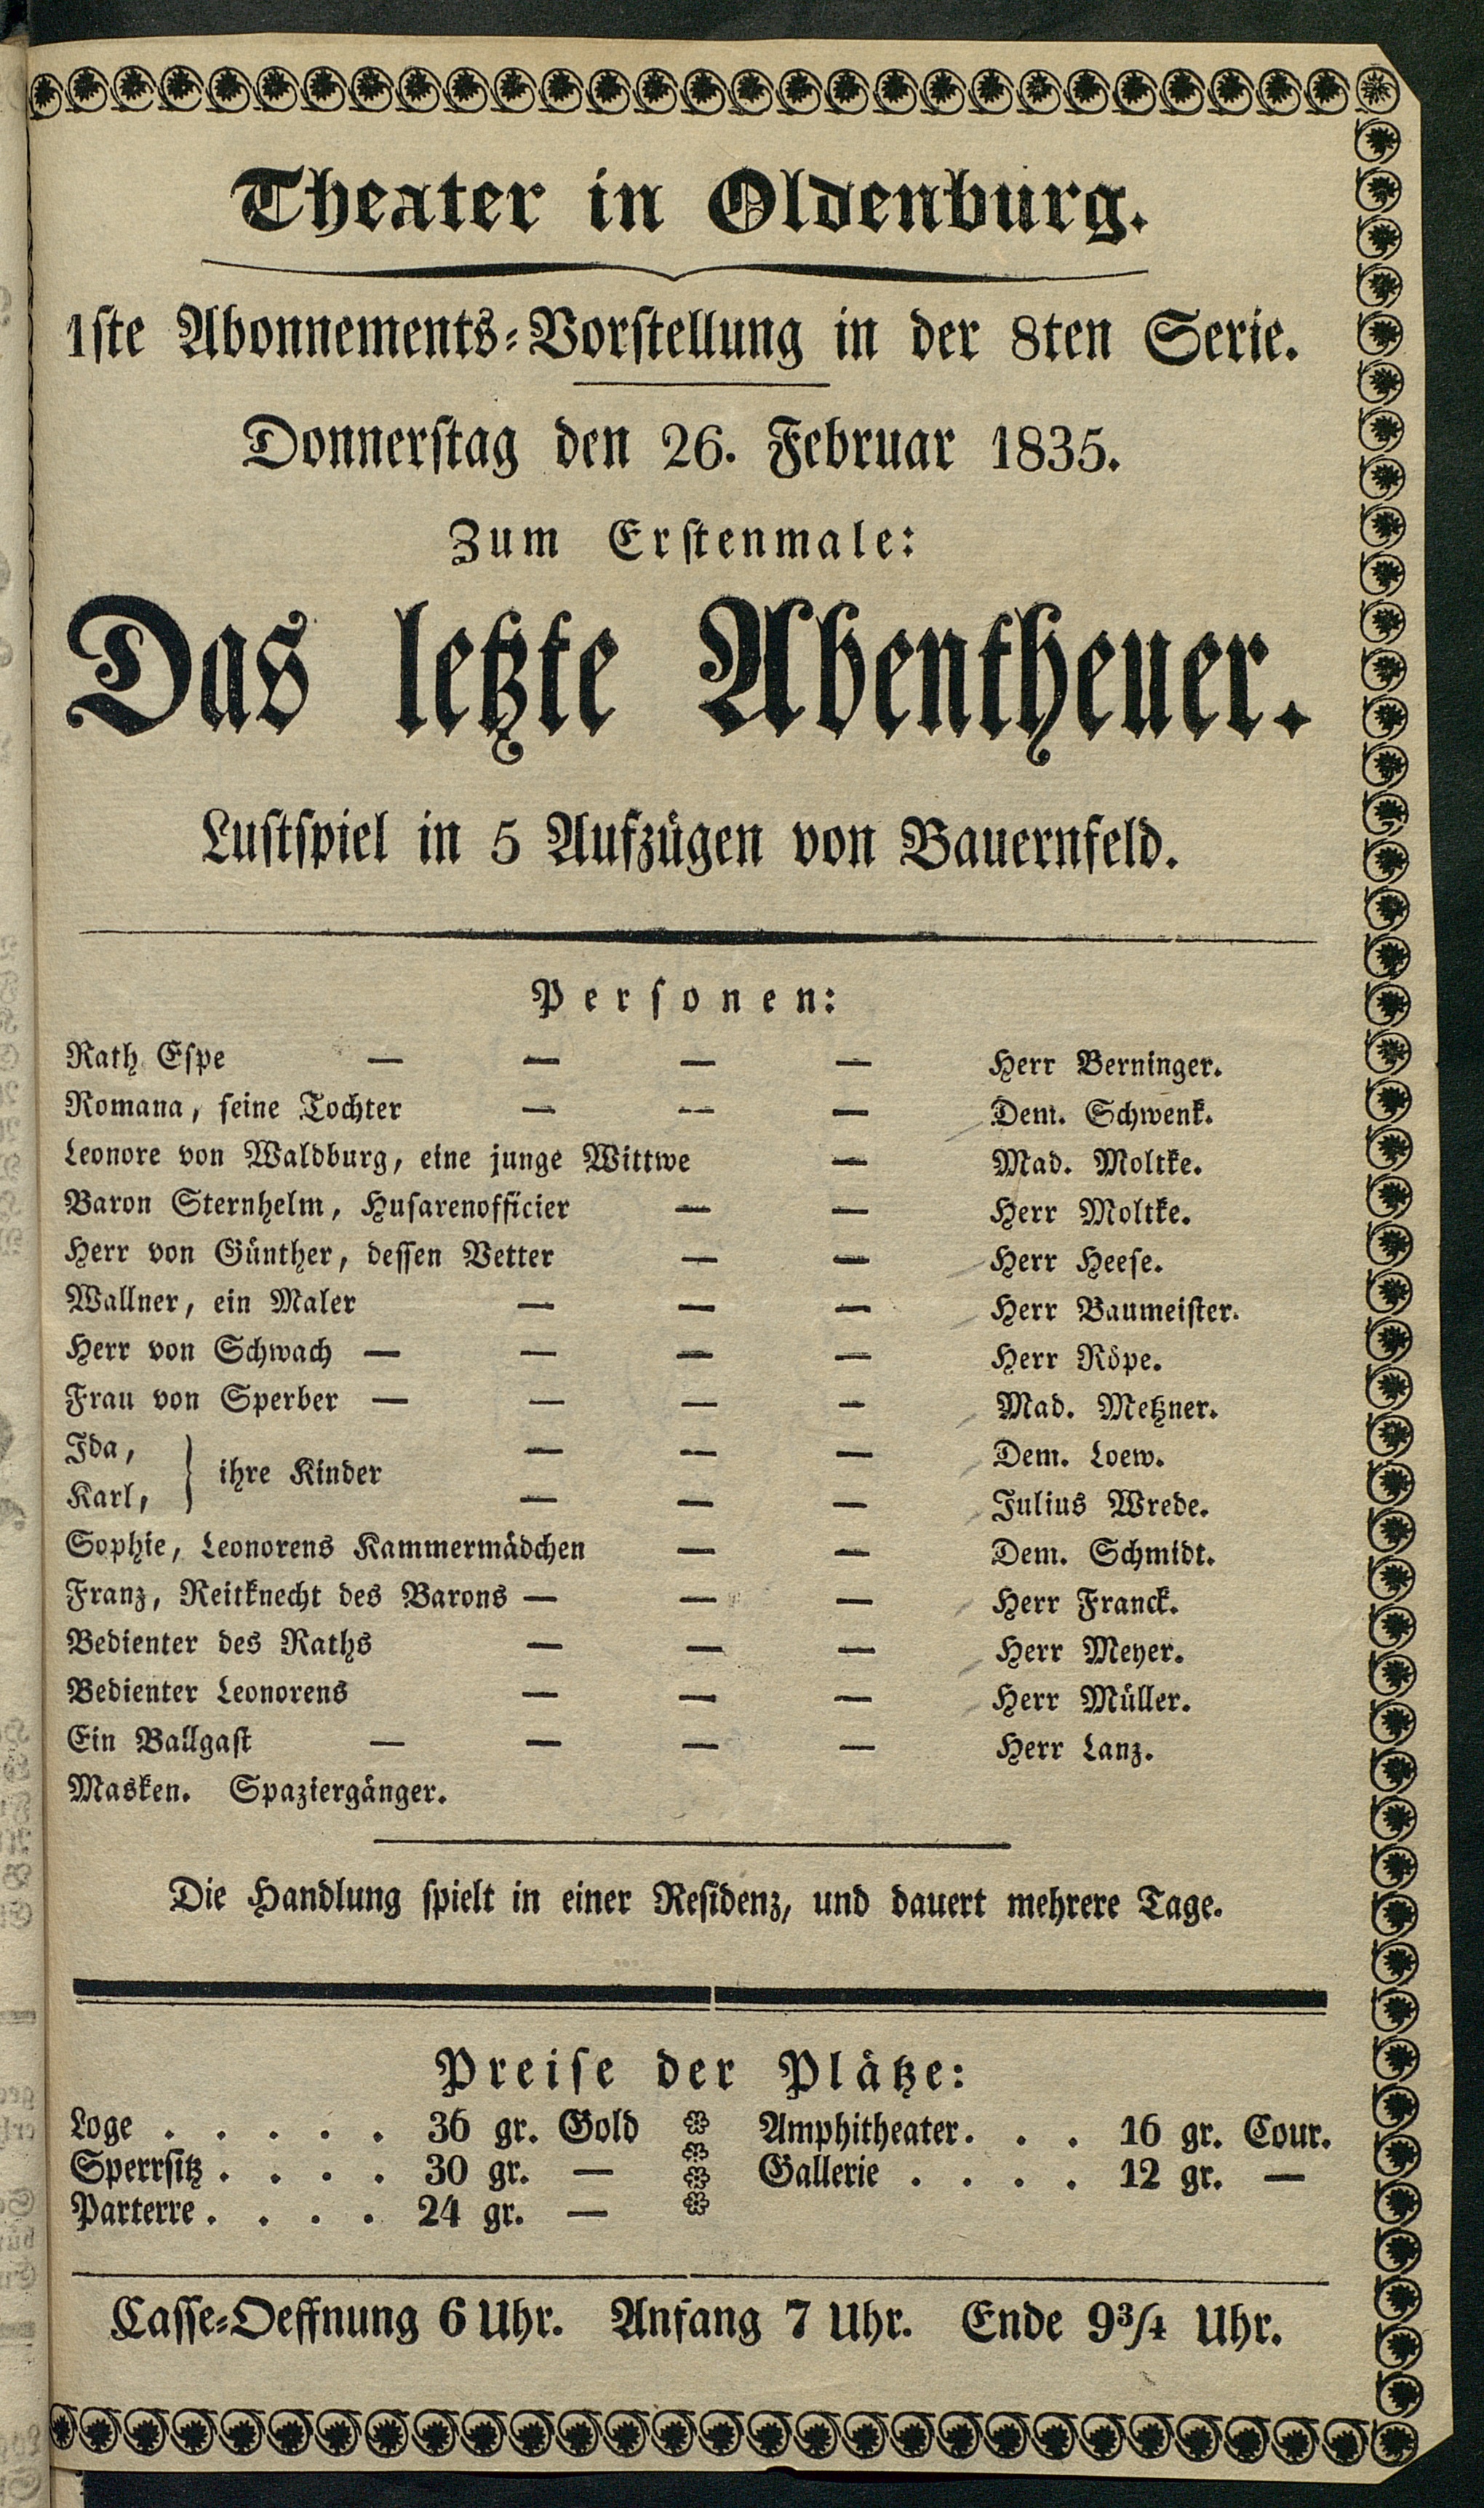 Theater in Oldenburg.
1ste Abonnements-Vorstellung in der 8ten Serie.
Donnerstag den 26. Februar 1835.
Zum Erstenmale:
Das letzte Abentheuer.
Lustspiel in 5 Aufzügen von Bauernfeld.
Personen:
Rath Espe — — — — Herr Berninger.
Romana, seine Tochter — — — Dem. Schwenk.
Leonore von Waldburg, eine junge Wittwe — Mad. Moltke.
Baron Sternhelm, Husarenofficier — — Herr Moltke.
Herr von Günther, dessen Vetter — — Herr Heese.
Wallner, ein Maler — — — Herr Baumeister.
Herr von Schwach — — — — Herr Röpe.
Frau von Sperber — — — — Mad. Metzner.
Ida, } ihre Kinder — — — Dem. Loew.
Karl, — — — Julius Wrede.
Sophie, Leonorens Kammermädchen — — Dem. Schmidt.
Franz, Reitknecht des Barons — — — Herr Franck.
Bedienter des Raths — — — Herr Meyer.
Bedienter Leonorens — — — Herr Müller.
Ein Ballgast — — — — Herr Lanz.
Masken. Spaziergänger.
Die Handlung spielt in einer Residenz, und dauert mehrere Tage.
Preise der Plätze:
Loge . . . . . 36 gr. Gold
Sperrsitz . . . . 30 gr. —
Parterre . . . . 24 gr. —
Amphitheater . . . 16 gr. Cour.
Gallerie . . . . 12 gr. —
Casse-Oeffnung 6 Uhr. Anfang 7 Uhr. Ende 9¾ Uhr.